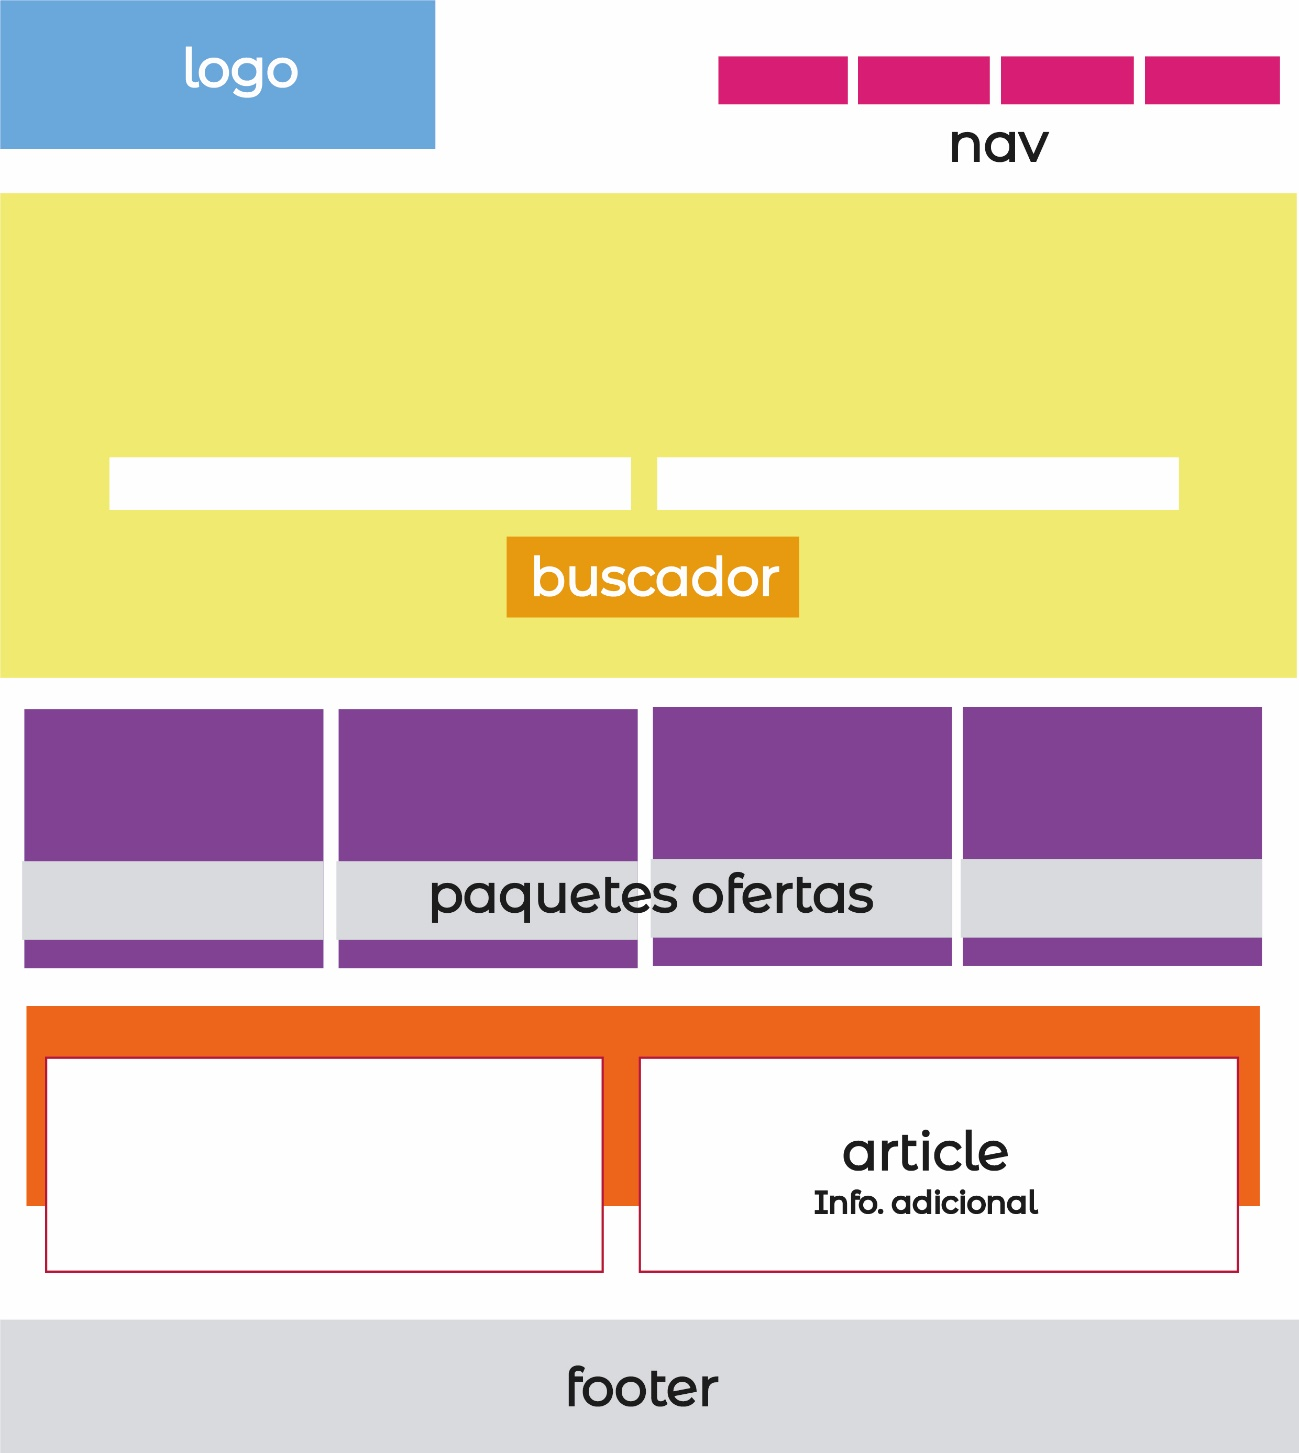 logo
nav
buscador
paquetes ofertas
article
Info. adicional
footer